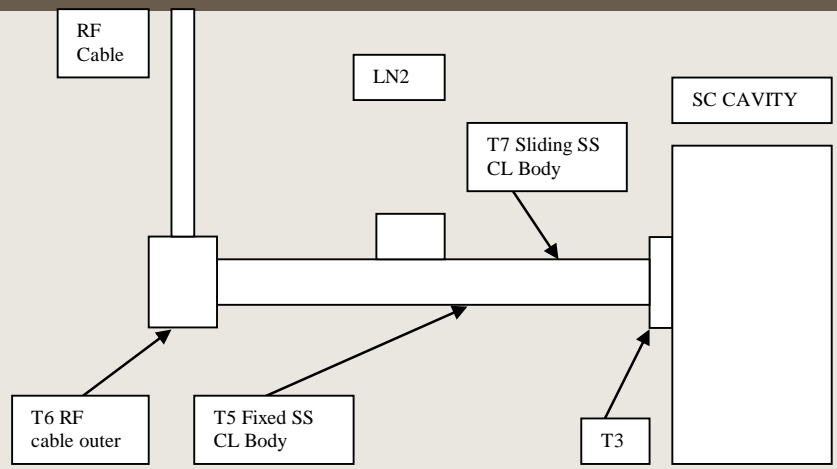 RF
Cable
LN2
SC CAVITY
T7 Sliding SS
CL Body
T6 RF
cable outer
T5 Fixed SS
CL Body
T3